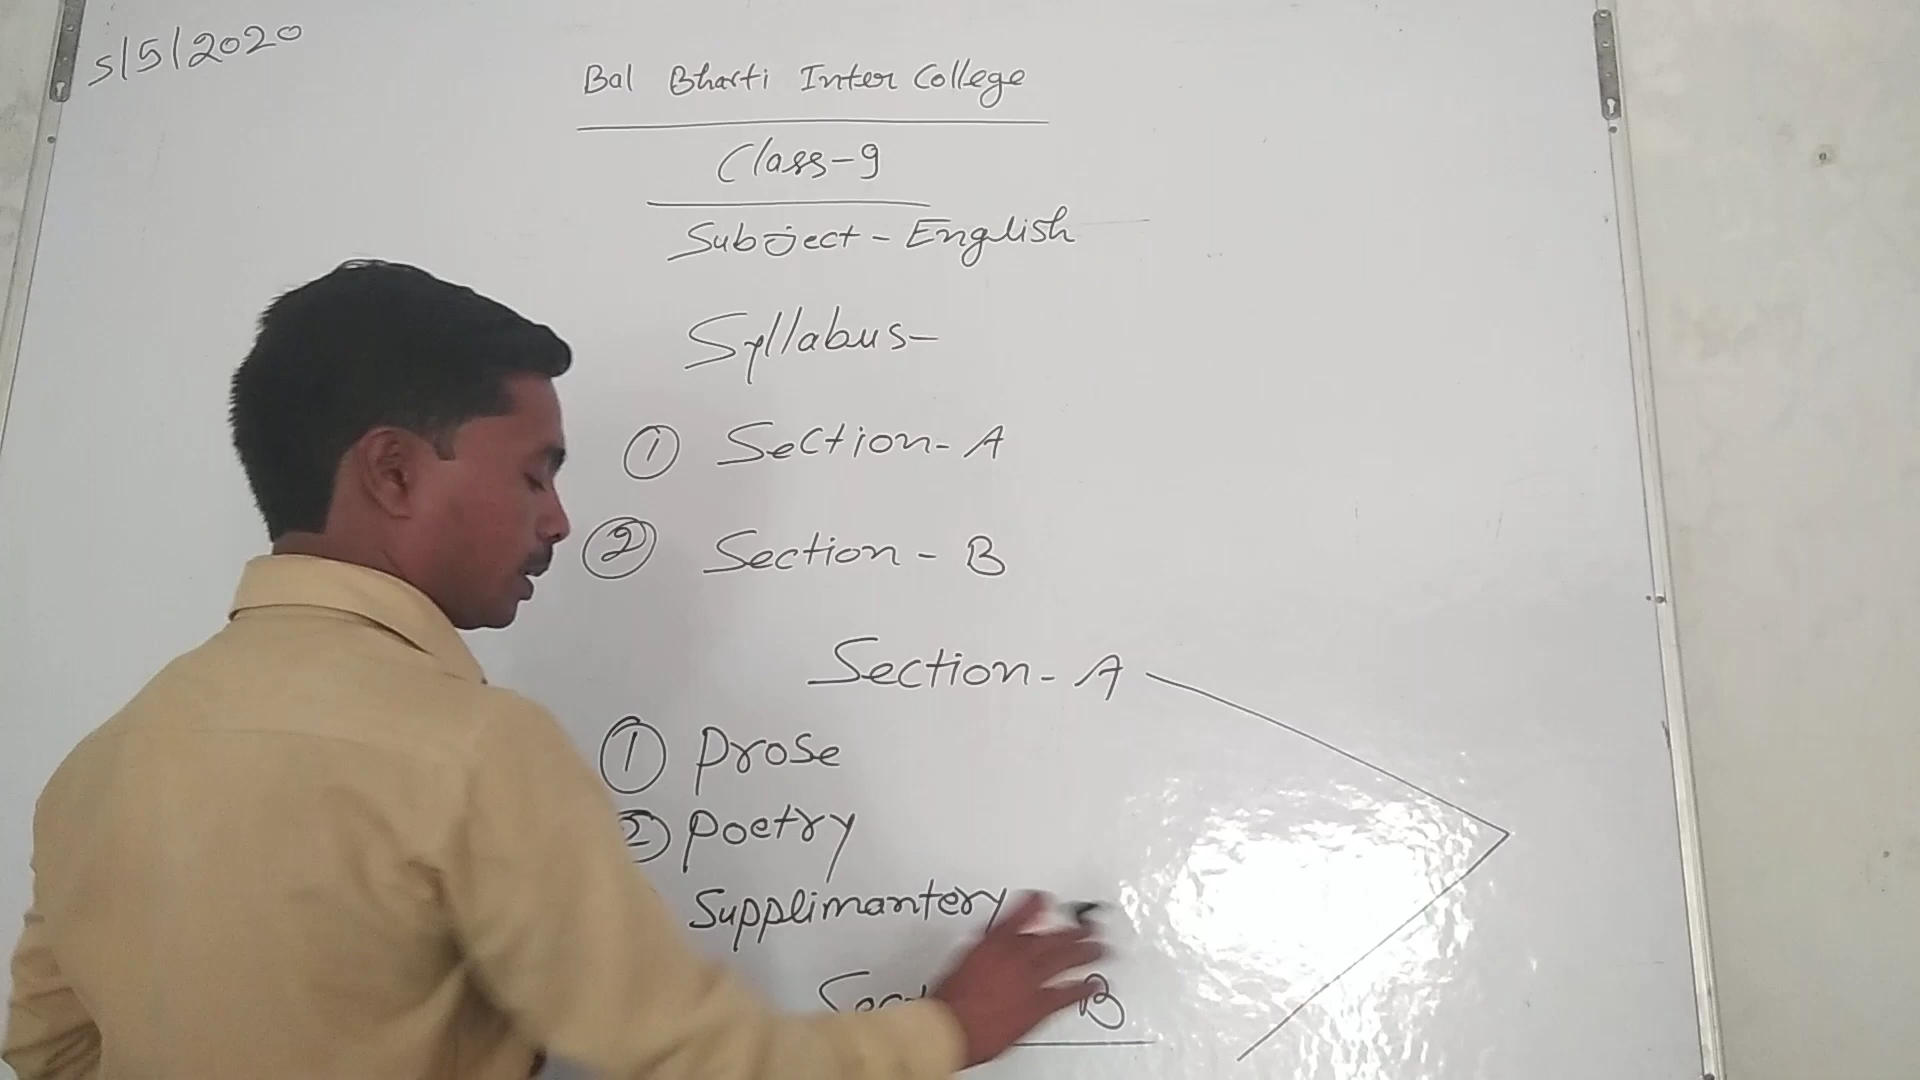 5/5/2020
Bal Bharti Inter College
Class-9
Subject - English
Syllabus-
① Section-A
② Section - B
Section - A
① Prose
② Poetry
Supplimantery
B